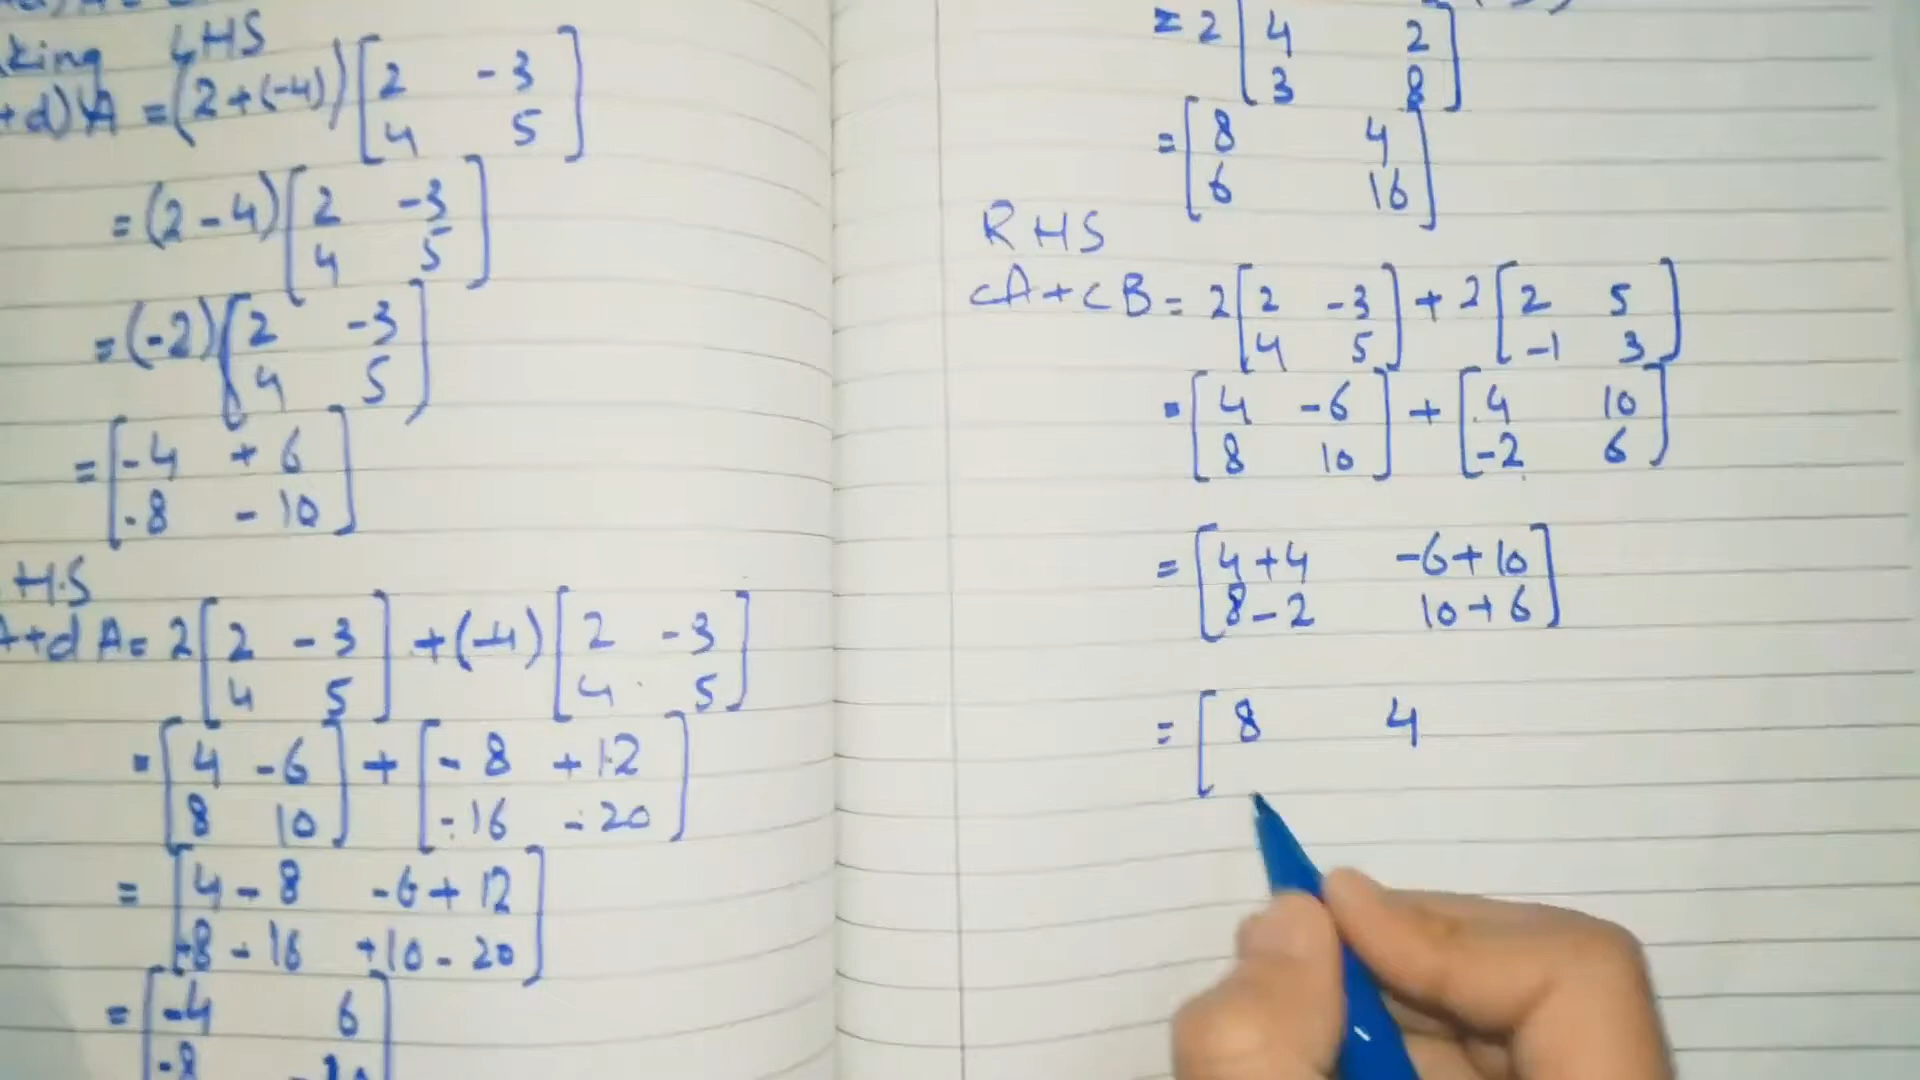 LHS
+d)A = (2+(-4)) [ 2 -3
4 5 ]
= (2-4) [ 2 -3
4 5 ]
= (-2) [ 2 -3
4 5 ]
= [ -4 +6
-8 -10 ]
H.S
+dA= 2 [ 2 -3
4 5 ] + (-4) [ 2 -3
4 5 ]
= [ 4 -6
8 10 ] + [ -8 +12
-16 -20 ]
= [ 4-8 -6+12
+8-16 +10-20 ]
= [ -4 6
-8
= 2 [ 4 2
3 8 ]
= [ 8 4
6 16 ]
RHS
cA+cB = 2 [ 2 -3
4 5 ] + 2 [ 2 5
-1 3 ]
= [ 4 -6
8 10 ] + [ 4 10
-2 6 ]
= [ 4+4 -6+10
8-2 10+6 ]
= [ 8 4